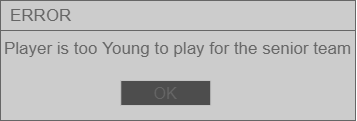 ERROR
Player is too Young to play for the senior team
OK